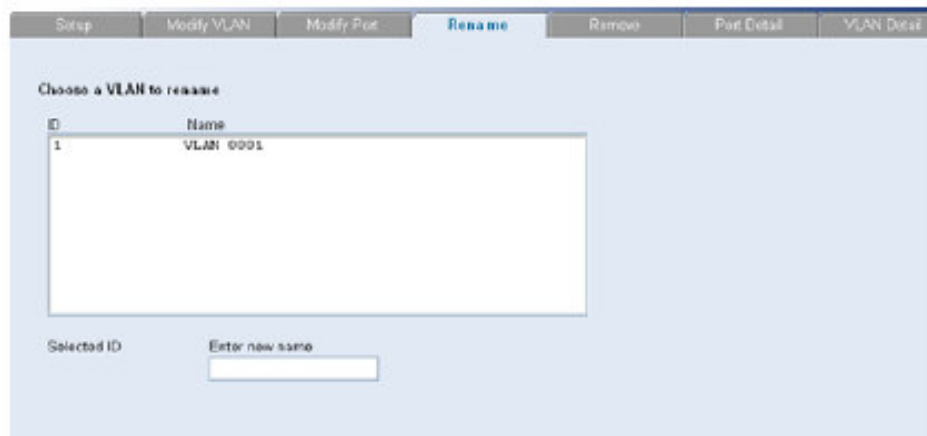 Setup Modify VLAN Modify Port Rename Remove Port Detail VLAN Detail
Choose a VLAN to rename
ID Name
1 VLAN 0001
Selected ID Enter new name